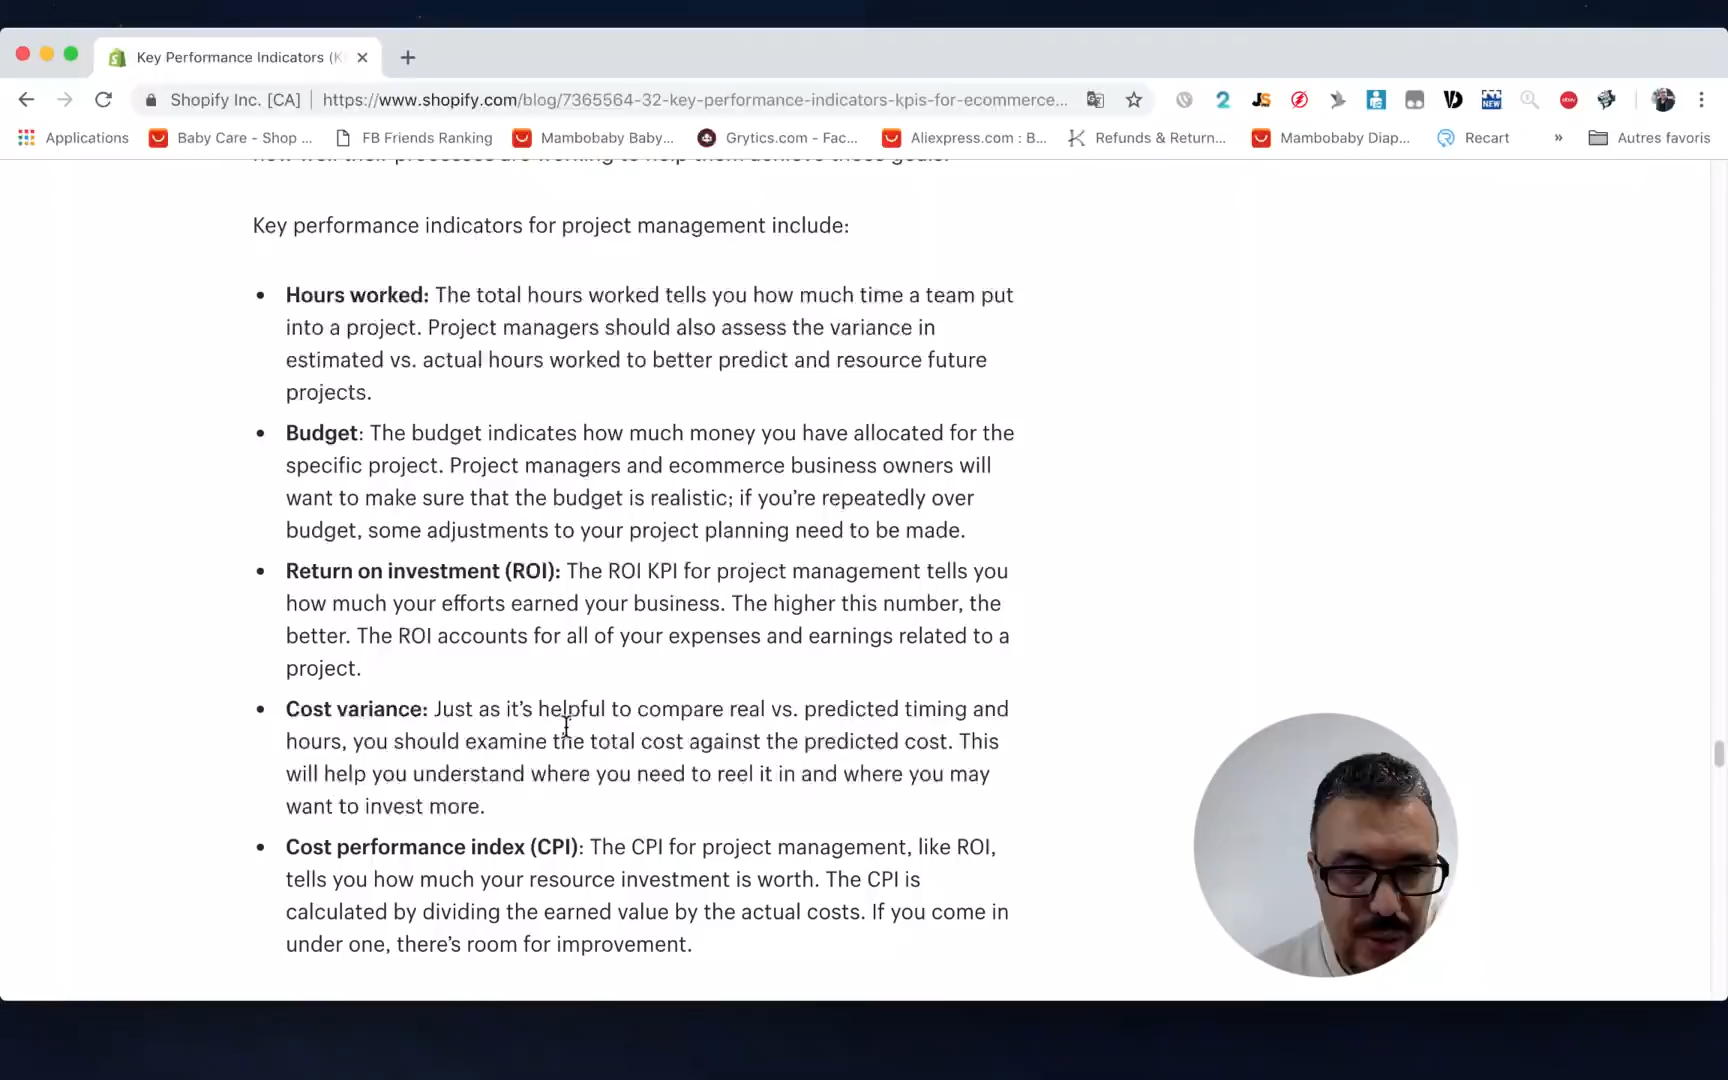 Key Performance Indicators (K
Shopify Inc. [CA] | https://www.shopify.com/blog/7365564-32-key-performance-indicators-kpis-for-ecommerce...
Applications Baby Care - Shop ... FB Friends Ranking Mambobaby Baby... Grytics.com - Fac... Aliexpress.com : B... Refunds & Return... Mambobaby Diap... Recart » Autres favoris
how well their processes are working to help them achieve these goals.
Key performance indicators for project management include:
• Hours worked: The total hours worked tells you how much time a team put
into a project. Project managers should also assess the variance in
estimated vs. actual hours worked to better predict and resource future
projects.
• Budget: The budget indicates how much money you have allocated for the
specific project. Project managers and ecommerce business owners will
want to make sure that the budget is realistic; if you’re repeatedly over
budget, some adjustments to your project planning need to be made.
• Return on investment (ROI): The ROI KPI for project management tells you
how much your efforts earned your business. The higher this number, the
better. The ROI accounts for all of your expenses and earnings related to a
project.
• Cost variance: Just as it’s helpful to compare real vs. predicted timing and
hours, you should examine the total cost against the predicted cost. This
will help you understand where you need to reel it in and where you may
want to invest more.
• Cost performance index (CPI): The CPI for project management, like ROI,
tells you how much your resource investment is worth. The CPI is
calculated by dividing the earned value by the actual costs. If you come in
under one, there’s room for improvement.